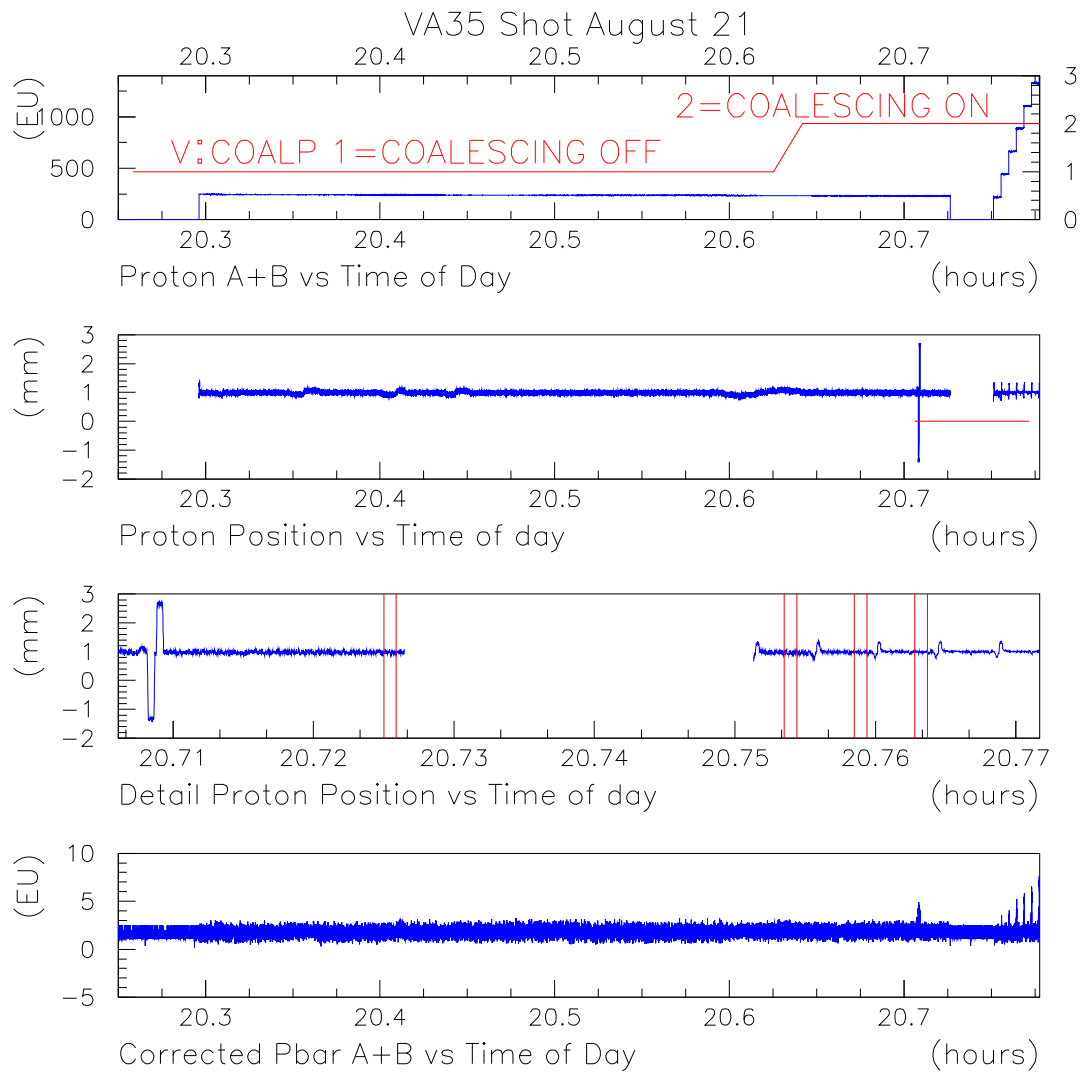 VA35 Shot August 21
20.3 20.4 20.5 20.6 20.7
(EU)
1000
500
0
3
2
1
0
2=COALESCING ON
V:COALP 1=COALESCING OFF
20.3 20.4 20.5 20.6 20.7
Proton A+B vs Time of Day (hours)
(mm)
3
2
1
0
−1
−2
20.3 20.4 20.5 20.6 20.7
Proton Position vs Time of day (hours)
(mm)
3
2
1
0
−1
−2
20.71 20.72 20.73 20.74 20.75 20.76 20.77
Detail Proton Position vs Time of day (hours)
(EU)
10
5
0
−5
20.3 20.4 20.5 20.6 20.7
Corrected Pbar A+B vs Time of Day (hours)